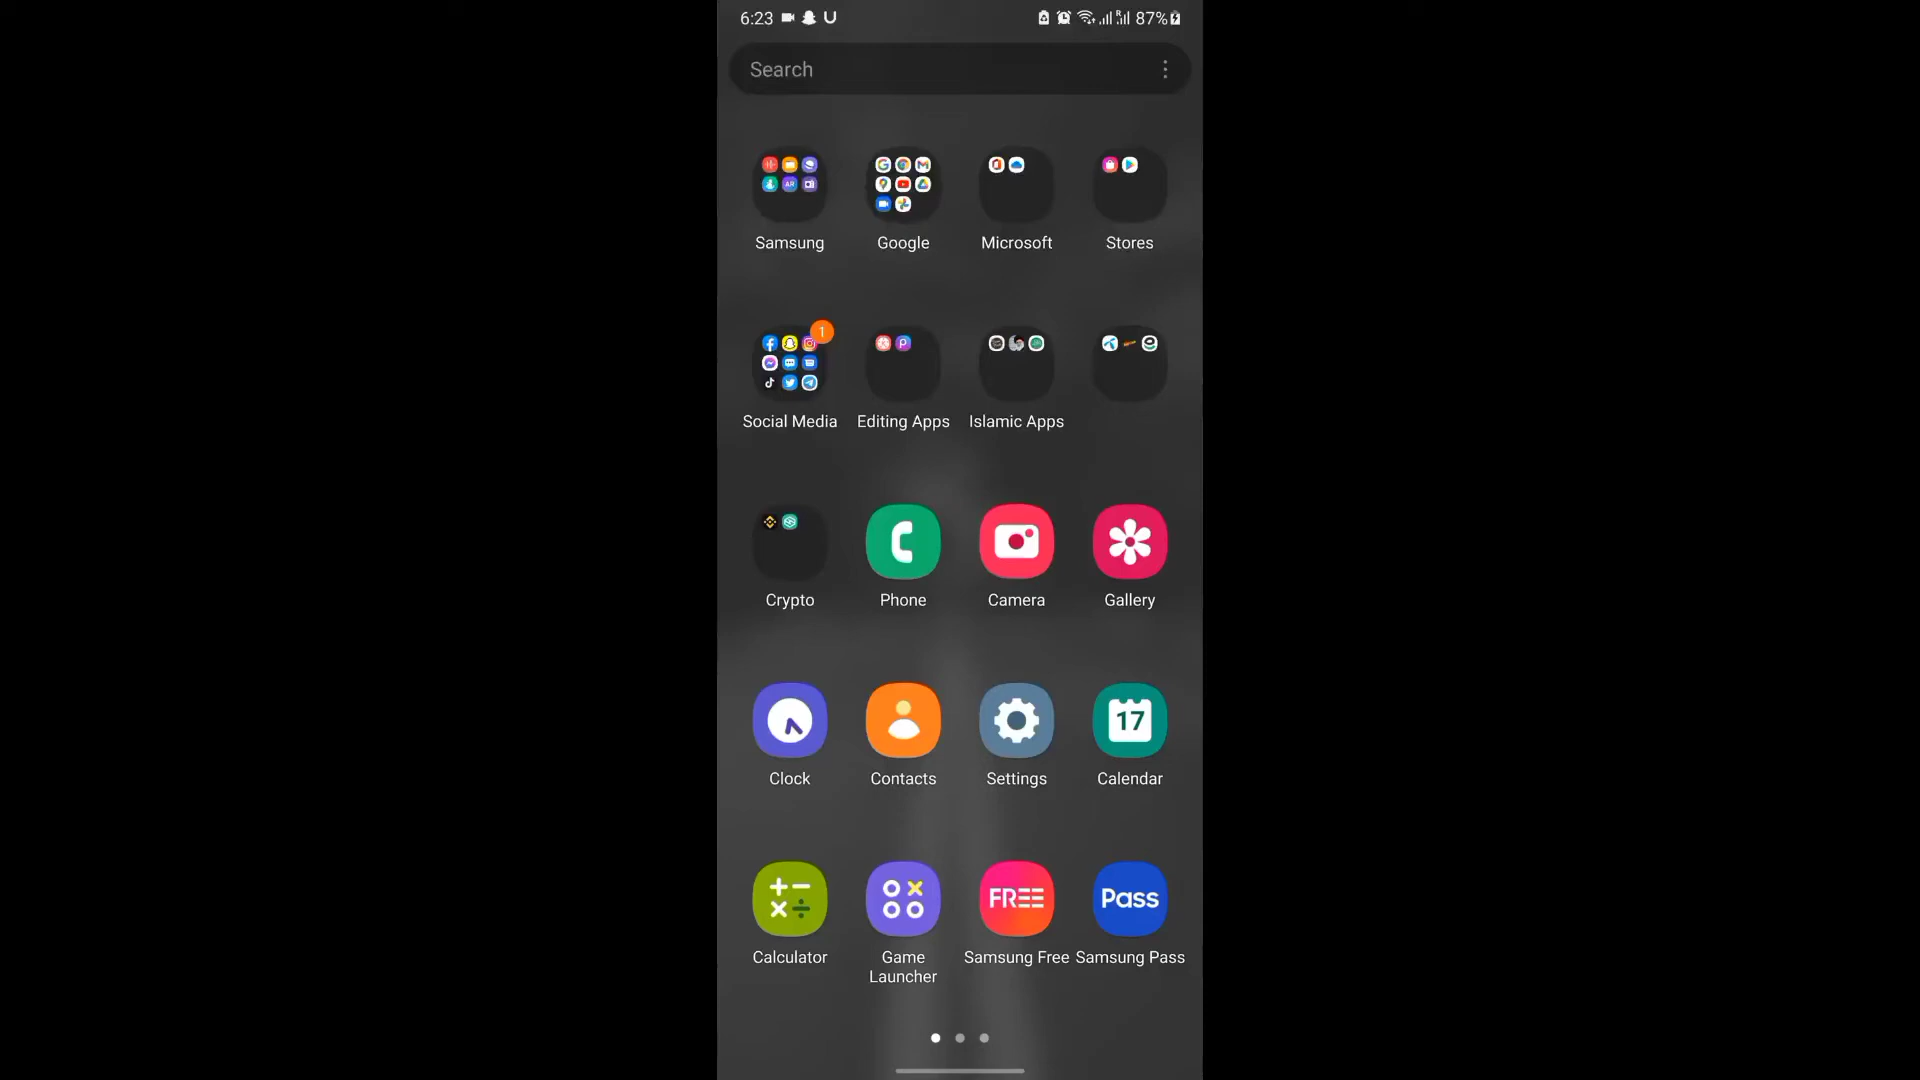 6:23
87%
Search
Samsung
Google
Microsoft
Stores
1
Social Media
Editing Apps
Islamic Apps
Crypto
Phone
Camera
Gallery
17
Clock
Contacts
Settings
Calendar
FREE
Pass
Calculator
Game
Launcher
Samsung Free
Samsung Pass